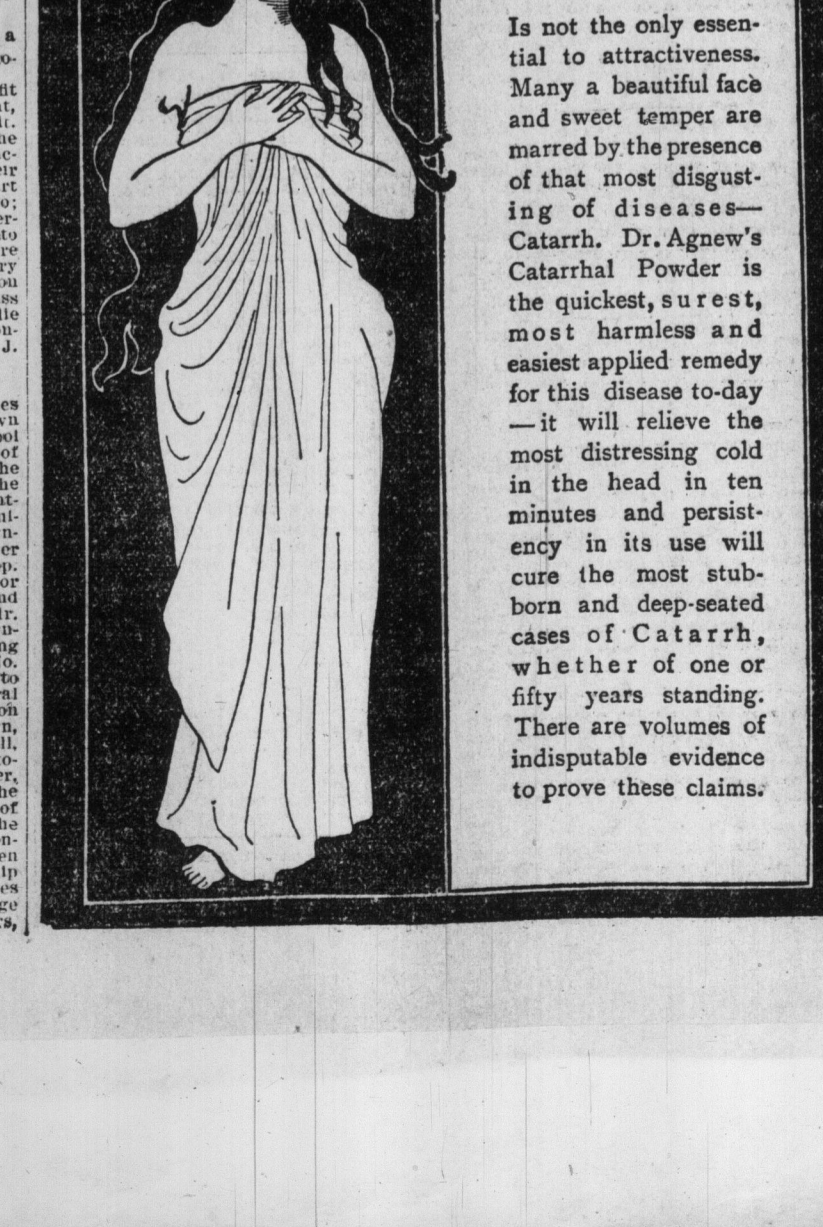 Is not the only essen-
tial to attractiveness.
Many a beautiful face
and sweet temper are
marred by the presence
of that most disgust-
ing of diseases—
Catarrh. Dr. Agnew's
Catarrhal Powder is
the quickest, surest,
most harmless and
easiest applied remedy
for this disease to-day
—it will relieve the
most distressing cold
in the head in ten
minutes and persist-
ency in its use will
cure the most stub-
born and deep-seated
cases of Catarrh,
whether of one or
fifty years standing.
There are volumes of
indisputable evidence
to prove these claims.